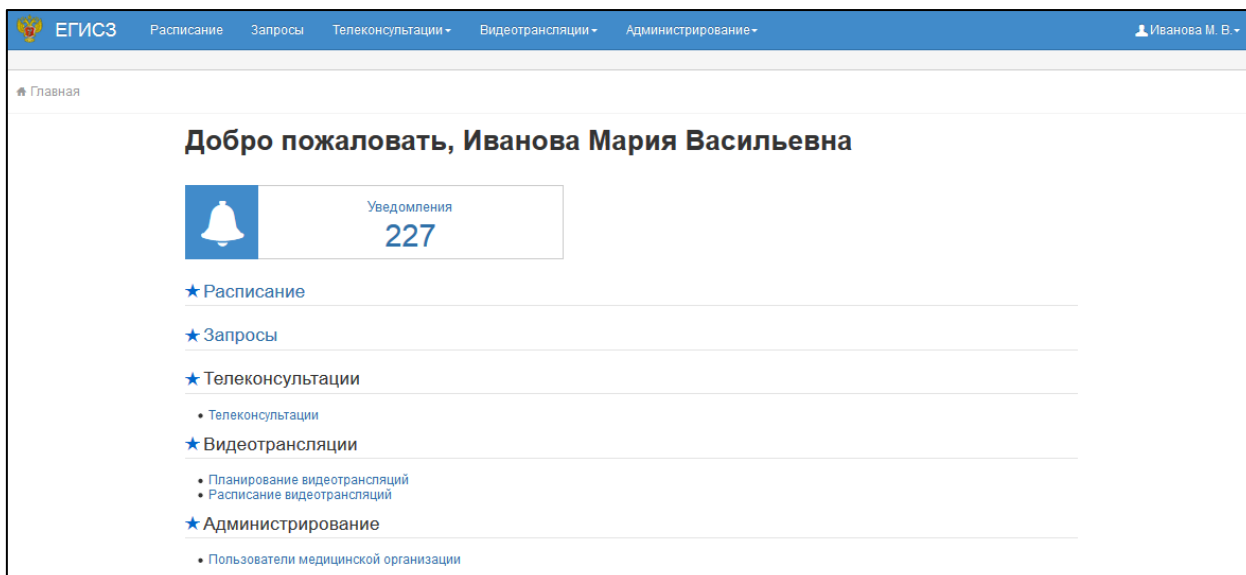 ЕГИСЗ Расписание Запросы Телеконсультации Видеотрансляции Администрирование Иванова М. В.
Главная
Добро пожаловать, Иванова Мария Васильевна
Уведомления
227
Расписание
Запросы
Телеконсультации
Телеконсультации
Видеотрансляции
Планирование видеотрансляций
Расписание видеотрансляций
Администрирование
Пользователи медицинской организации